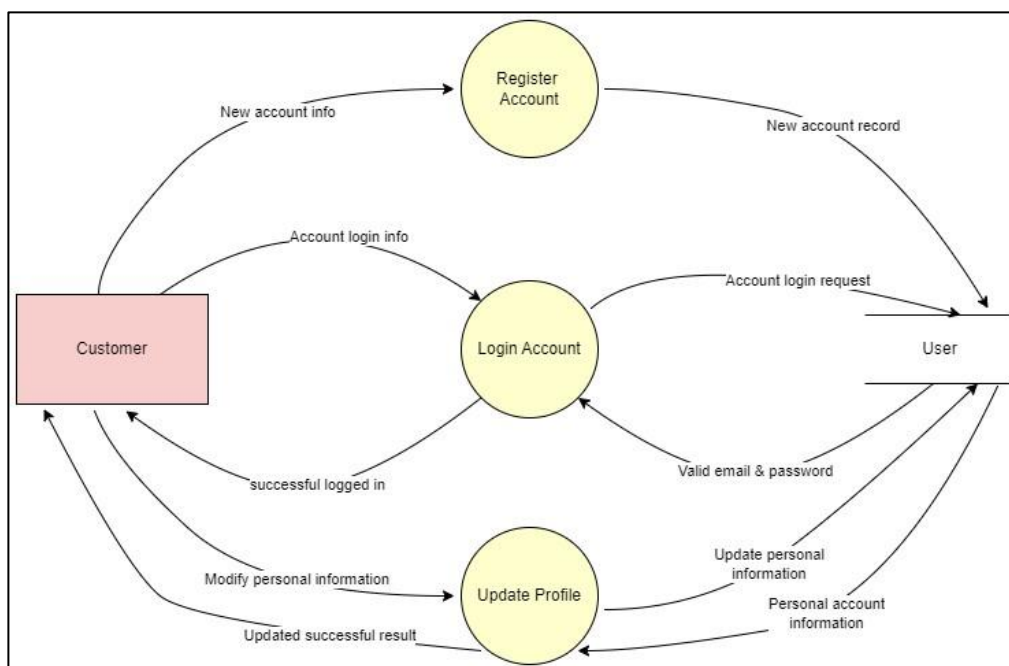 Register
Account
New account info
New account record
Account login info
Account login request
Customer
Login Account
User
Valid email & password
successful logged in
Update personal
information
Modify personal information
Update Profile
Personal account
information
Updated successful result